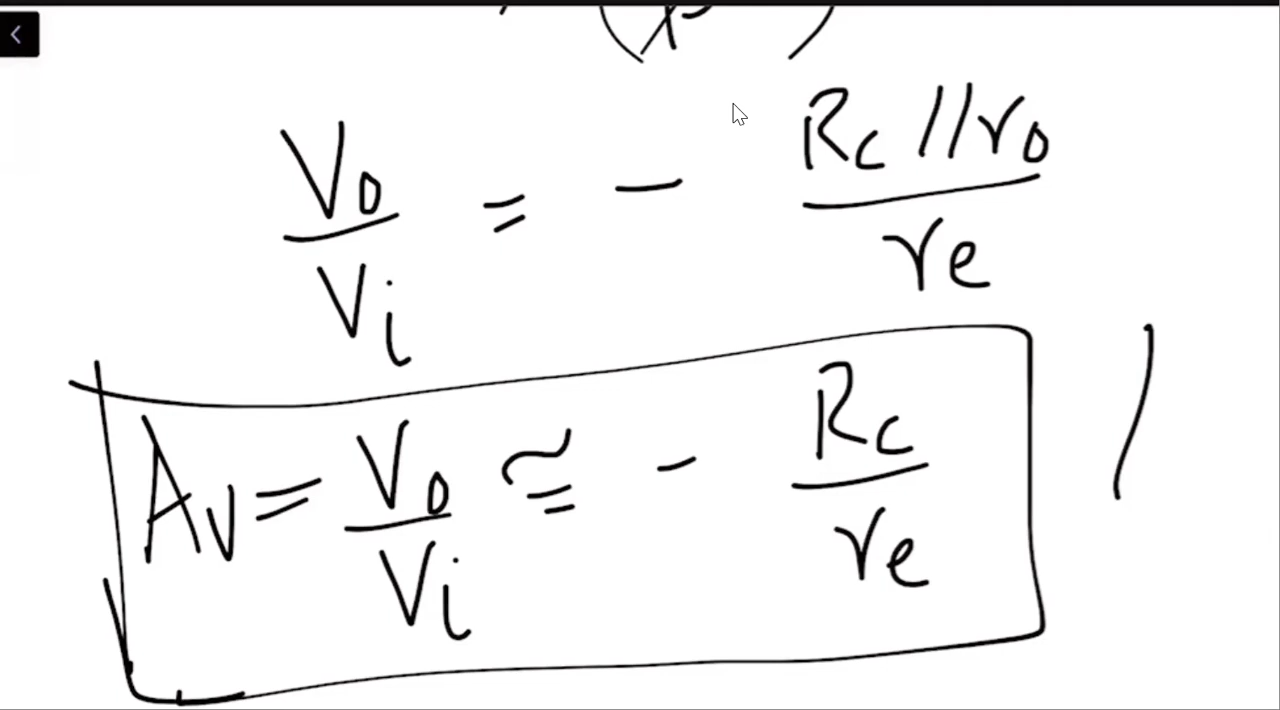 Vo/Vi = - Rc//ro / re
Av = Vo/Vi ≅ - Rc/re